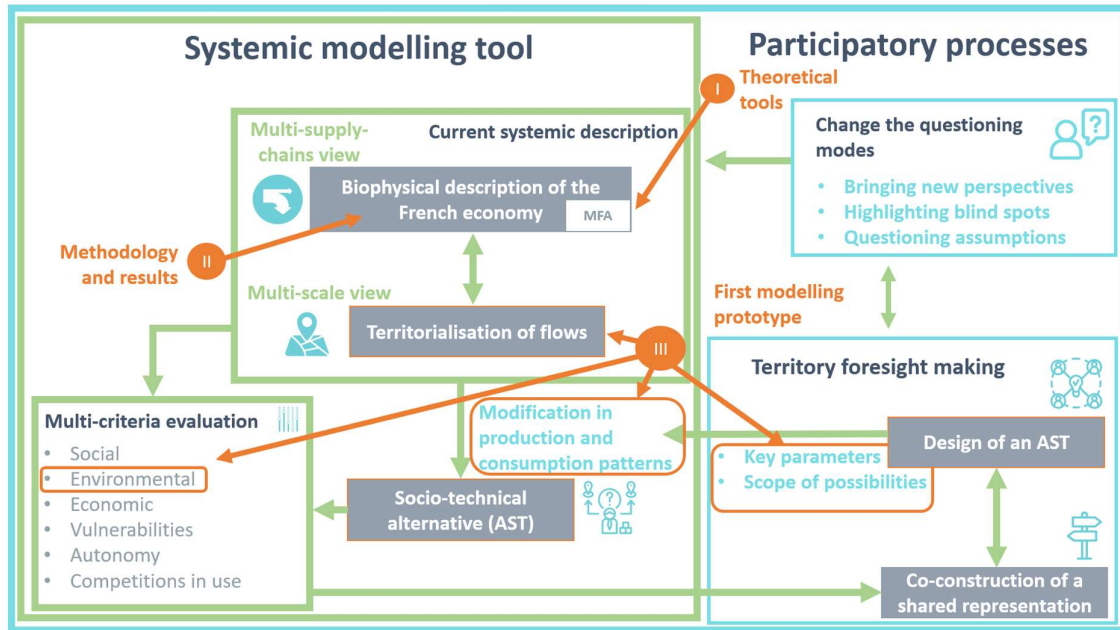 Systemic modelling tool
Participatory processes
I
Theoretical
tools
Multi-supply-
chains view
Current systemic description
Biophysical description of the
French economy
MFA
II
Methodology
and results
Multi-scale view
Territorialisation of flows
III
Change the questioning
modes
• Bringing new perspectives
• Highlighting blind spots
• Questioning assumptions
First modelling
prototype
Territory foresight making
Design of an AST
• Key parameters
• Scope of possibilities
Modification in
production and
consumption patterns
Multi-criteria evaluation
• Social
• Environmental
• Economic
• Vulnerabilities
• Autonomy
• Competitions in use
Socio-technical
alternative (AST)
Co-construction of a
shared representation